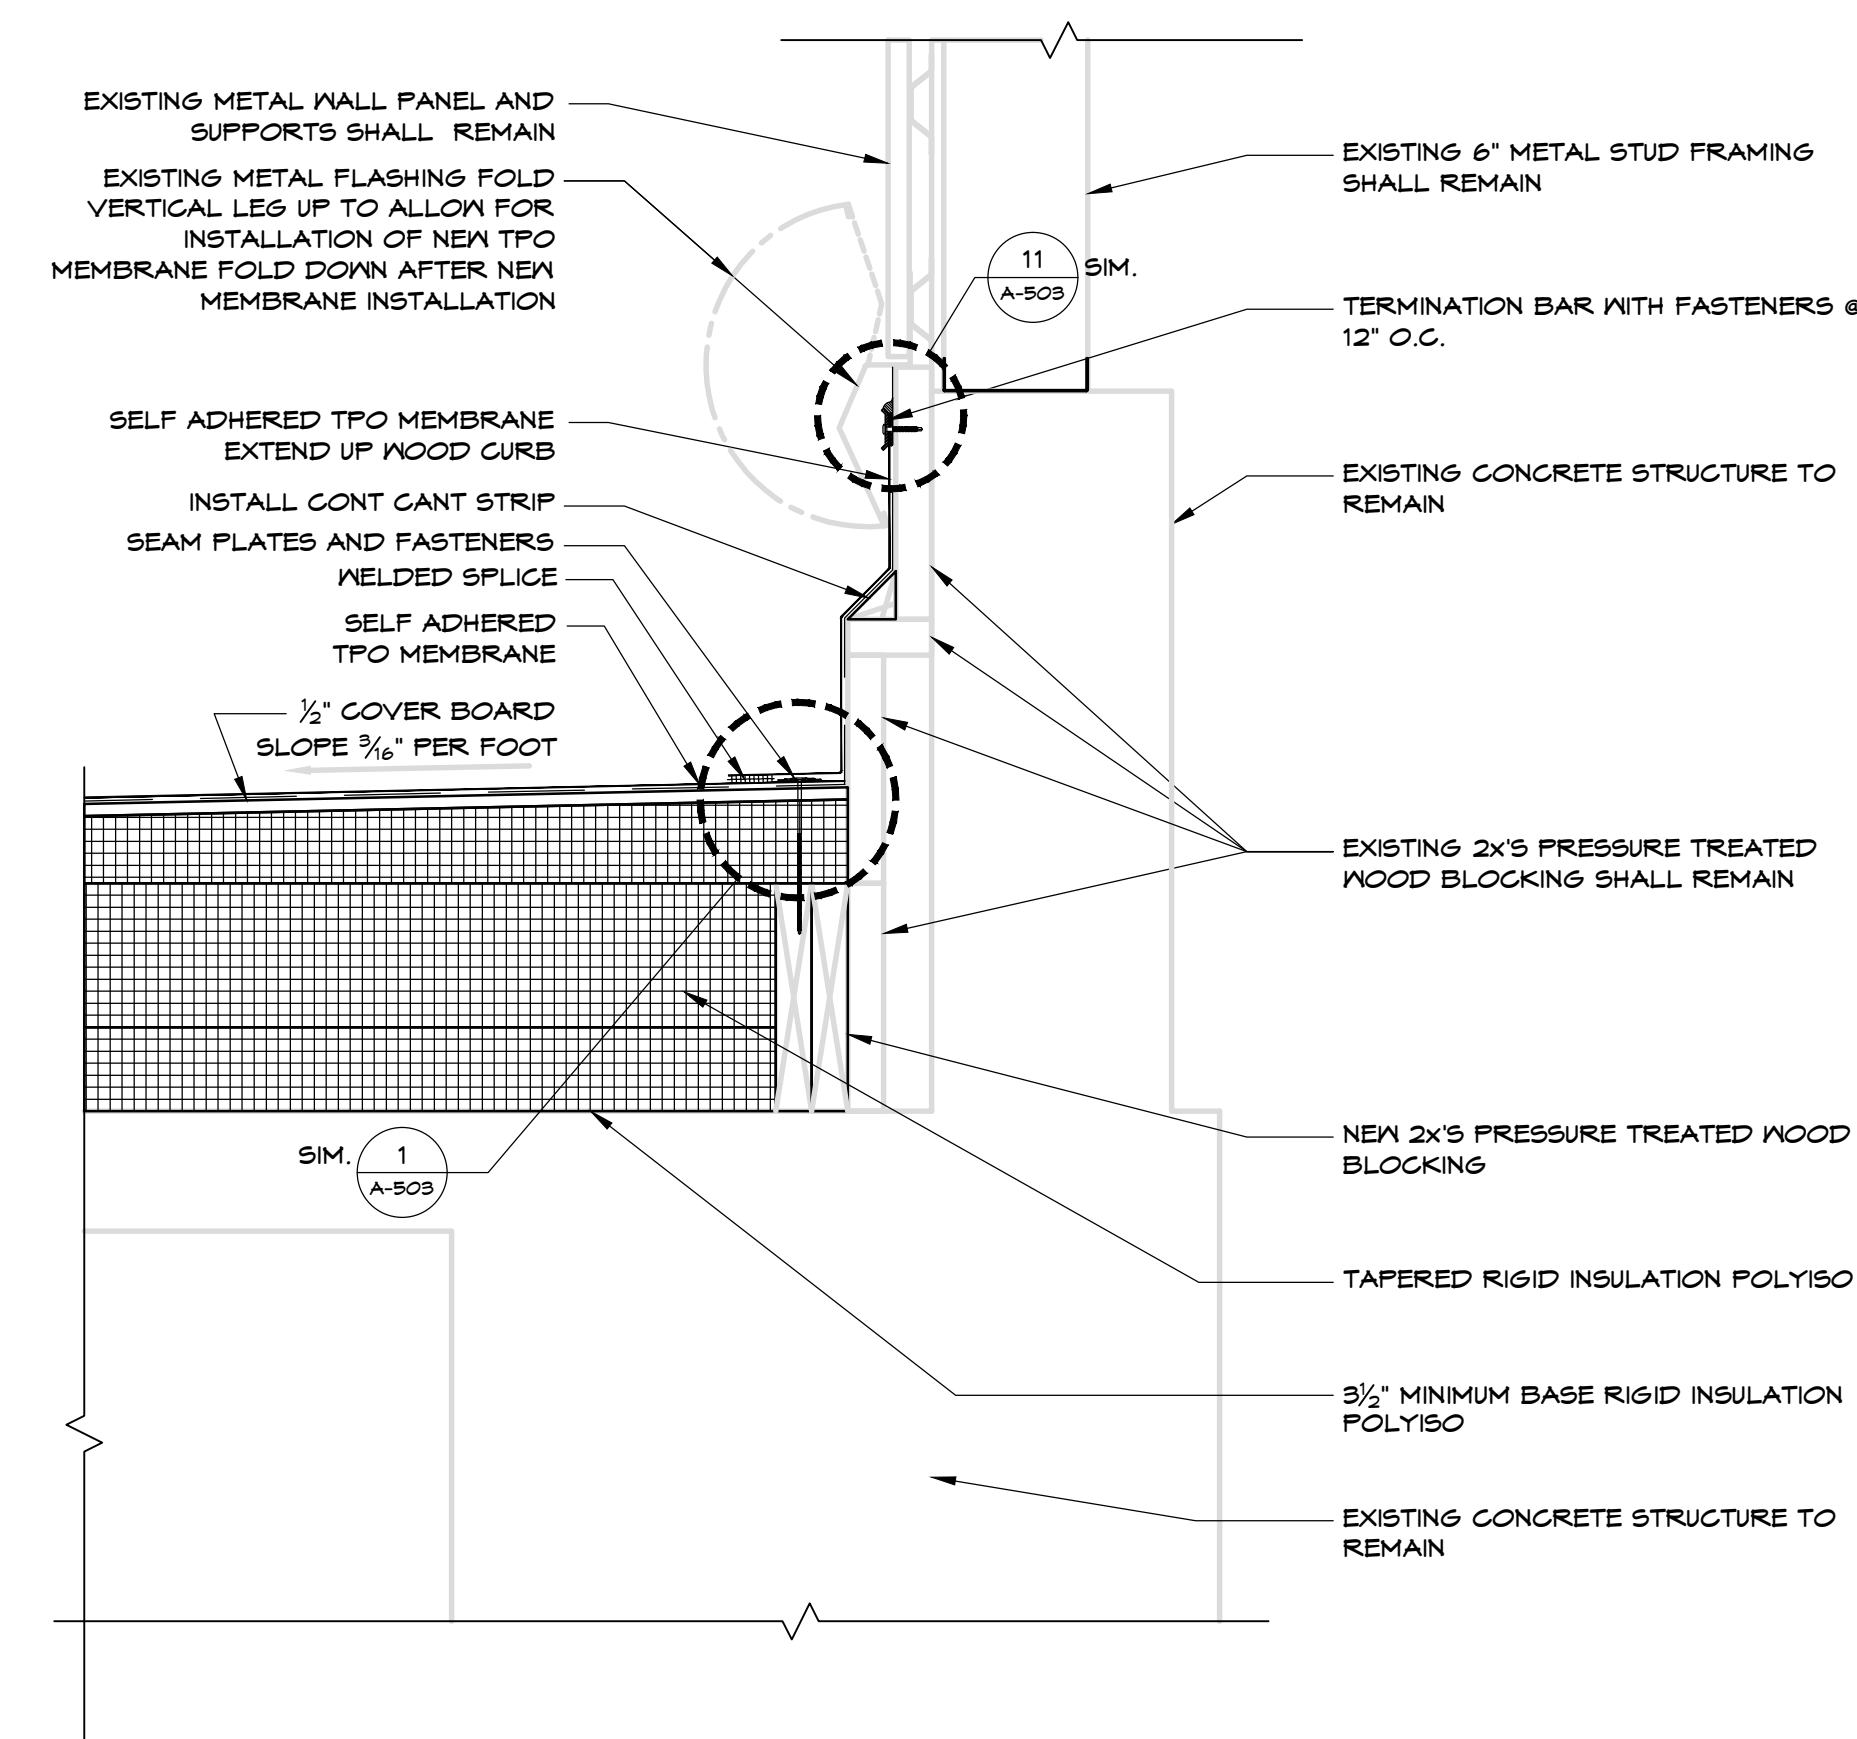 EXISTING METAL WALL PANEL AND
SUPPORTS SHALL REMAIN
EXISTING METAL FLASHING FOLD
VERTICAL LEG UP TO ALLOW FOR
INSTALLATION OF NEW TPO
MEMBRANE FOLD DOWN AFTER NEW
MEMBRANE INSTALLATION
SELF ADHERED TPO MEMBRANE
EXTEND UP WOOD CURB
INSTALL CONT CANT STRIP
SEAM PLATES AND FASTENERS
WELDED SPLICE
SELF ADHERED
TPO MEMBRANE
½" COVER BOARD
SLOPE 3/16" PER FOOT
SIM.
1
A-503
11
A-503
SIM.
EXISTING 6" METAL STUD FRAMING
SHALL REMAIN
TERMINATION BAR WITH FASTENERS @
12" O.C.
EXISTING CONCRETE STRUCTURE TO
REMAIN
EXISTING 2x'S PRESSURE TREATED
WOOD BLOCKING SHALL REMAIN
NEW 2x'S PRESSURE TREATED WOOD
BLOCKING
TAPERED RIGID INSULATION POLYISO
3½" MINIMUM BASE RIGID INSULATION
POLYISO
EXISTING CONCRETE STRUCTURE TO
REMAIN